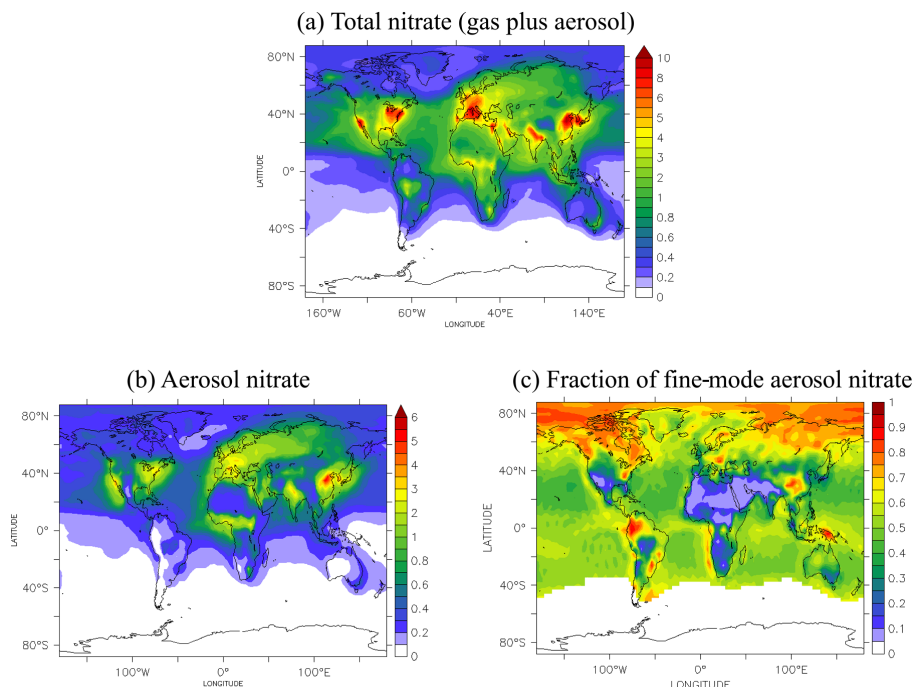 (a) Total nitrate (gas plus aerosol)
80°N
40°N
0°
40°S
80°S
LATITUDE
160°W 60°W 40°E 140°E
LONGITUDE
10
8
6
5
4
3
2
1
0.8
0.6
0.4
0.2
0
(b) Aerosol nitrate
80°N
40°N
0°
40°S
80°S
LATITUDE
100°W 0° 100°E
LONGITUDE
6
5
4
3
2
1
0.8
0.6
0.4
0.2
0
(c) Fraction of fine-mode aerosol nitrate
80°N
40°N
0°
40°S
80°S
LATITUDE
100°W 0° 100°E
LONGITUDE
1
0.9
0.8
0.7
0.6
0.5
0.4
0.3
0.2
0.1
0